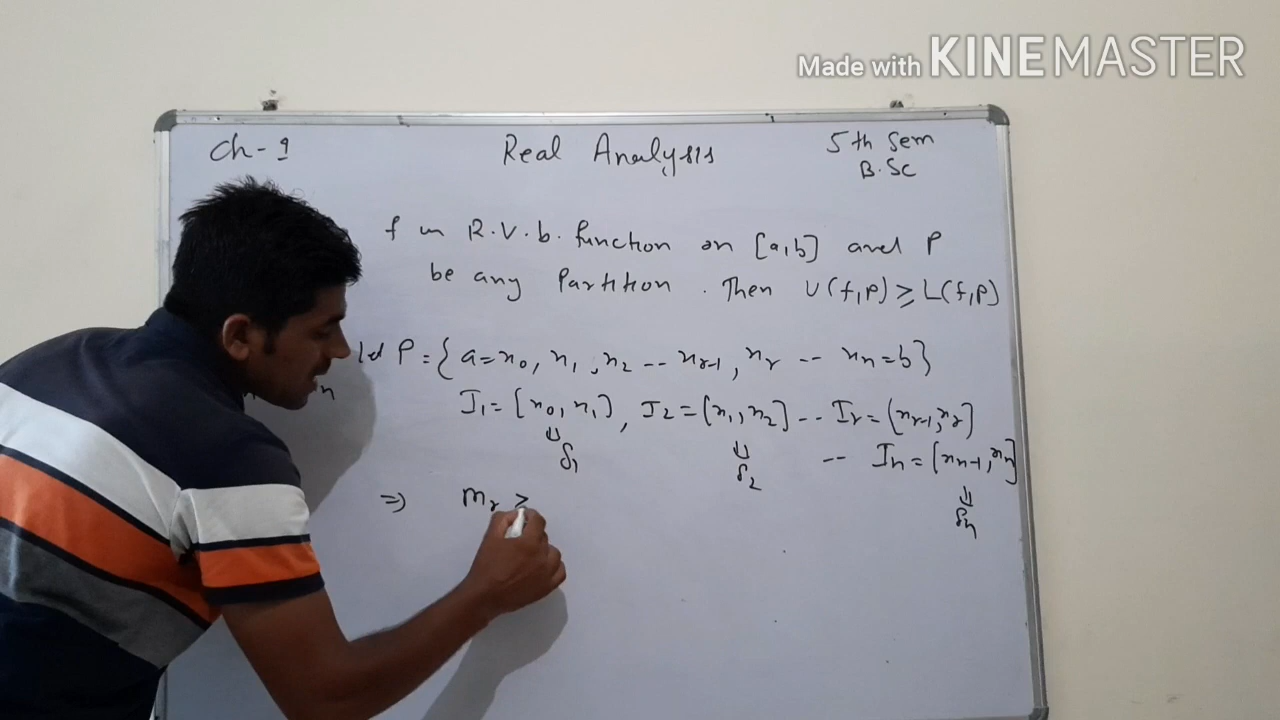 Made with KINEMASTER
Ch-1
Real Analysis
5th Sem
B.Sc
f in R.V.b. function on [a,b] and P
be any Partition. Then U(f,P) ≥ L(f,P)
Let P = { a = x₀, x₁, x₂ -- xᵣ₋₁, xᵣ -- xₙ = b }
I₁ = [x₀, x₁], I₂ = [x₁, x₂] -- Iᵣ = [xᵣ₋₁, xᵣ]
-- Iₙ = [xₙ₋₁, xₙ]
⇓ δ₁ ⇓ δ₂ ⇓ δₙ
⇒ Mᵣ >